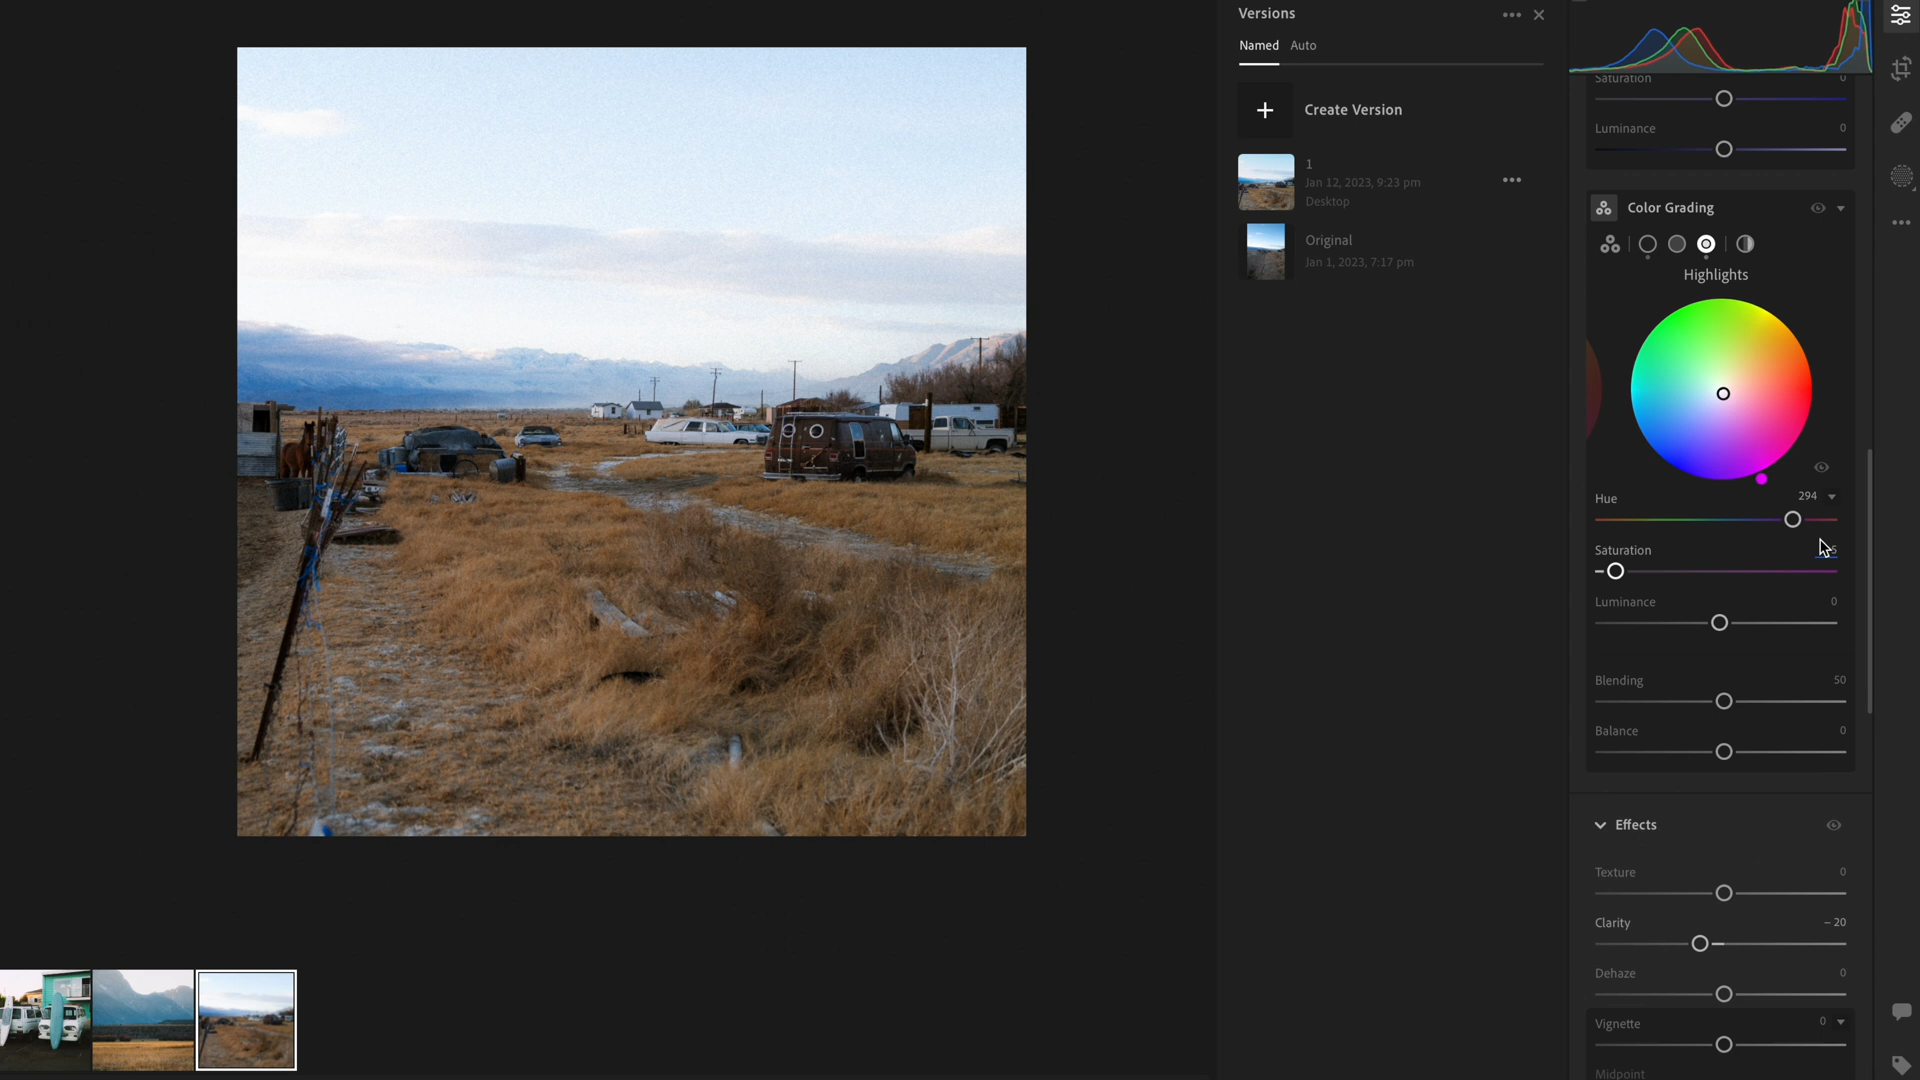 Versions
Named Auto
Create Version
1
Jan 12, 2023, 9:23 pm
Desktop
Original
Jan 1, 2023, 7:17 pm
Saturation 0
Luminance 0
Color Grading
Highlights
Hue 294
Saturation
Luminance 0
Blending 50
Balance 0
Effects
Texture 0
Clarity – 20
Dehaze 0
Vignette 0
Midpoint